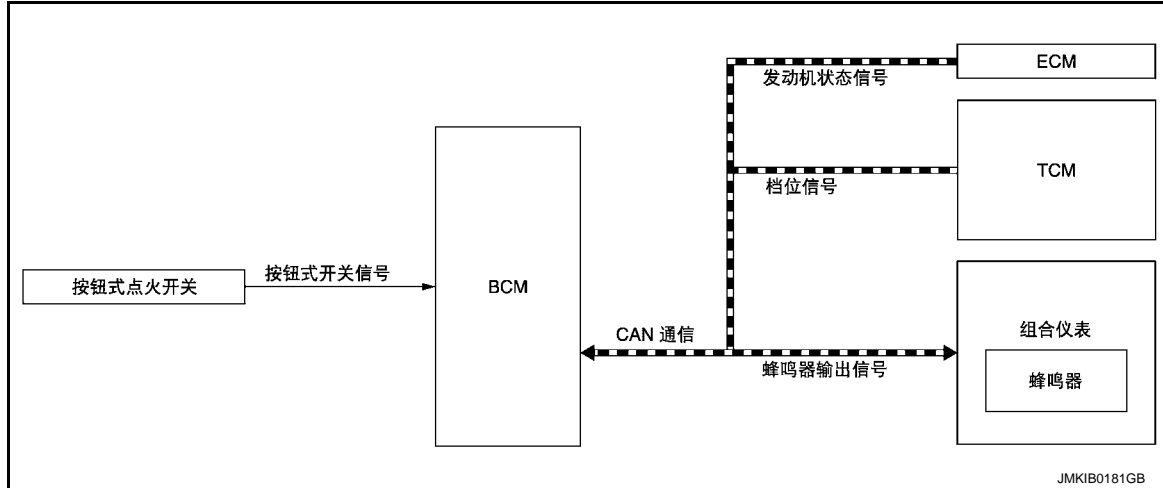 ECM
发动机状态信号
TCM
档位信号
按钮式点火开关
按钮式开关信号
BCM
CAN 通信
蜂鸣器输出信号
组合仪表
蜂鸣器
JMKIB0181GB